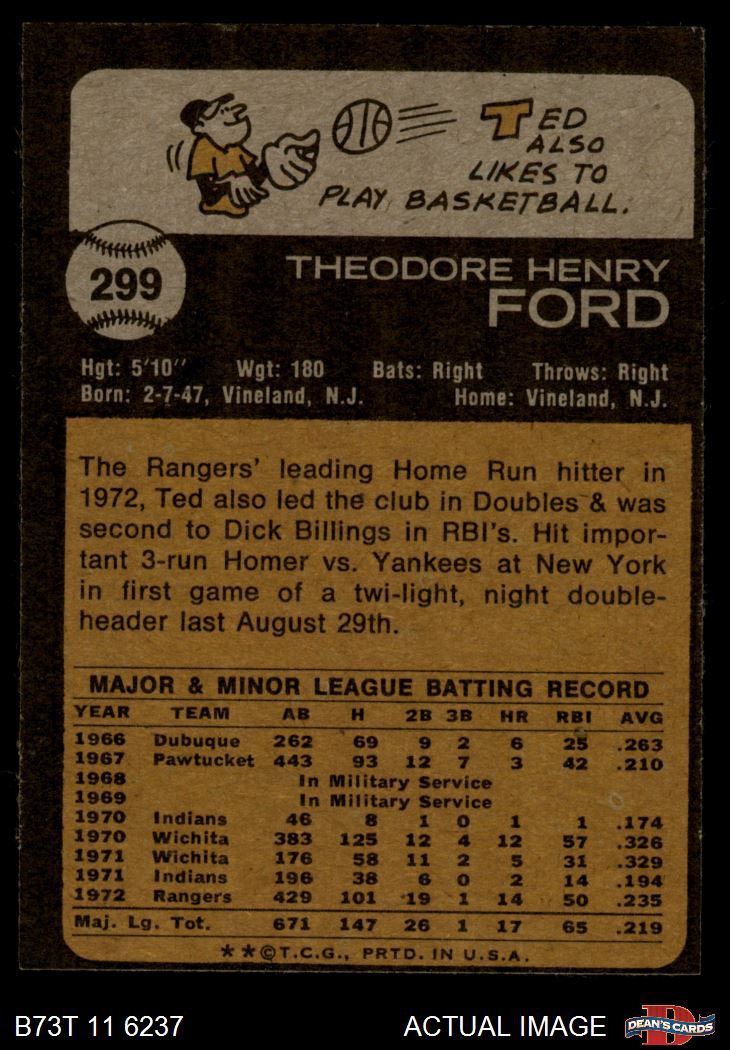 TED
ALSO
LIKES TO
PLAY BASKETBALL.
299
THEODORE HENRY
FORD
Hgt: 5'10" Wgt: 180 Bats: Right Throws: Right
Born: 2-7-47, Vineland, N.J. Home: Vineland, N.J.
The Rangers' leading Home Run hitter in
1972, Ted also led the club in Doubles & was
second to Dick Billings in RBI's. Hit impor-
tant 3-run Homer vs. Yankees at New York
in first game of a twi-light, night double-
header last August 29th.
MAJOR & MINOR LEAGUE BATTING RECORD
YEAR TEAM AB H 2B 3B HR RBI AVG
1966 Dubuque 262 69 9 2 6 25 .263
1967 Pawtucket 443 93 12 7 3 42 .210
1968 In Military Service
1969 In Military Service
1970 Indians 46 8 1 0 1 1 .174
1970 Wichita 383 125 12 4 12 57 .326
1971 Wichita 176 58 11 2 5 31 .329
1971 Indians 196 38 6 0 2 14 .194
1972 Rangers 429 101 19 1 14 50 .235
Maj. Lg. Tot. 671 147 26 1 17 65 .219
**©T.C.G., PRTD. IN U.S.A.
B73T 11 6237 ACTUAL IMAGE D DEAN'S CARDS